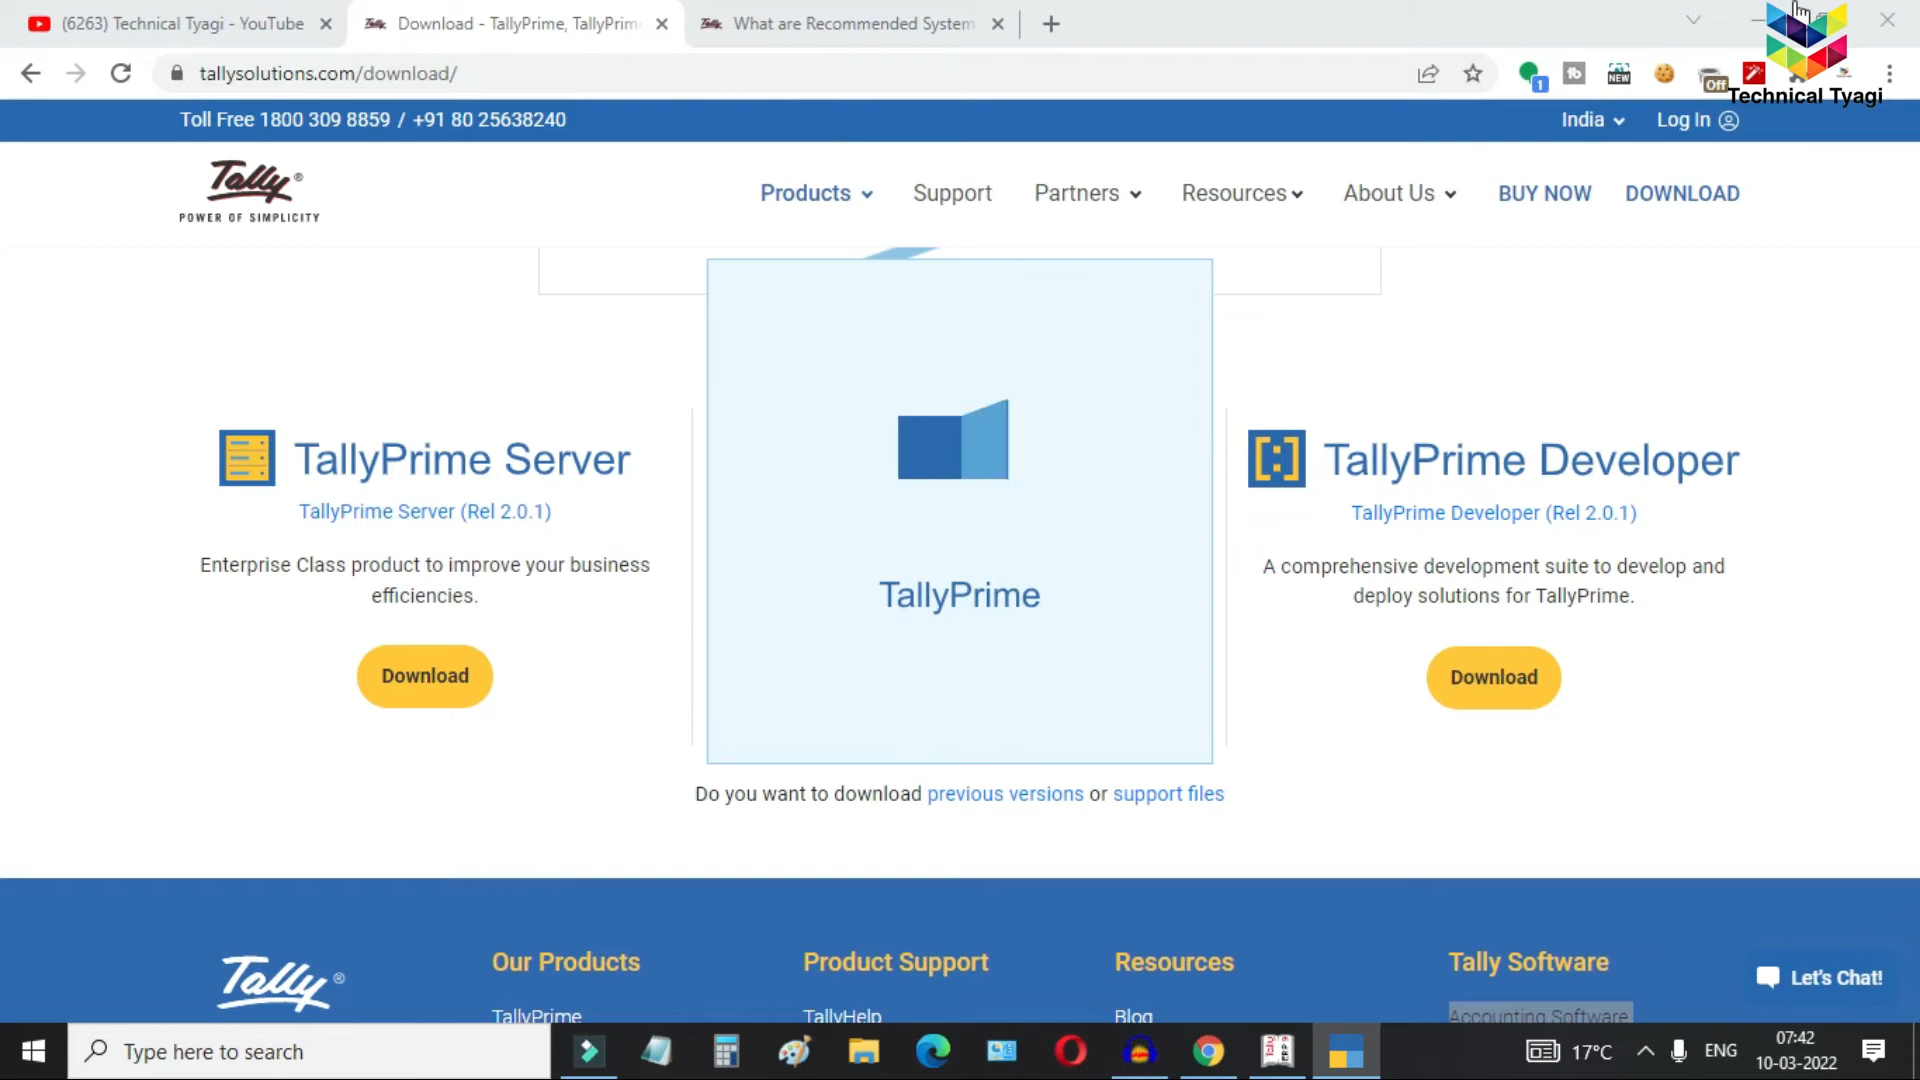 (6263) Technical Tyagi - YouTube
Download - TallyPrime, TallyPrim
What are Recommended System
tallysolutions.com/download/
1
NEW
Off
Technical Tyagi
Toll Free 1800 309 8859 / +91 80 25638240
India
Log In
Tally®
POWER OF SIMPLICITY
Products
Support
Partners
Resources
About Us
BUY NOW
DOWNLOAD
TallyPrime Server
TallyPrime Server (Rel 2.0.1)
Enterprise Class product to improve your business
efficiencies.
Download
TallyPrime
TallyPrime Developer
TallyPrime Developer (Rel 2.0.1)
A comprehensive development suite to develop and
deploy solutions for TallyPrime.
Download
Do you want to download previous versions or support files
Tally®
Our Products
TallyPrime
Product Support
TallyHelp
Resources
Blog
Tally Software
Accounting Software
Let's Chat!
Type here to search
17°C
ENG
07:42
10-03-2022